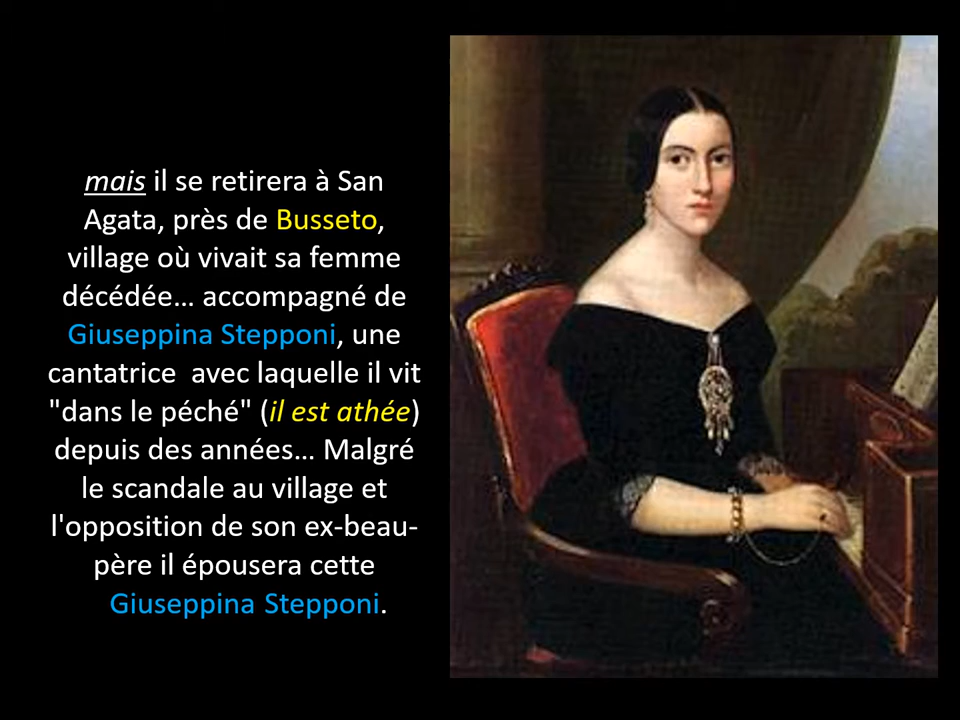 mais il se retirera à San
Agata, près de Busseto,
village où vivait sa femme
décédée... accompagné de
Giuseppina Stepponi, une
cantatrice  avec laquelle il vit
"dans le péché" (il est athée)
depuis des années... Malgré
le scandale au village et
l'opposition de son ex-beau-
père il épousera cette
Giuseppina Stepponi.